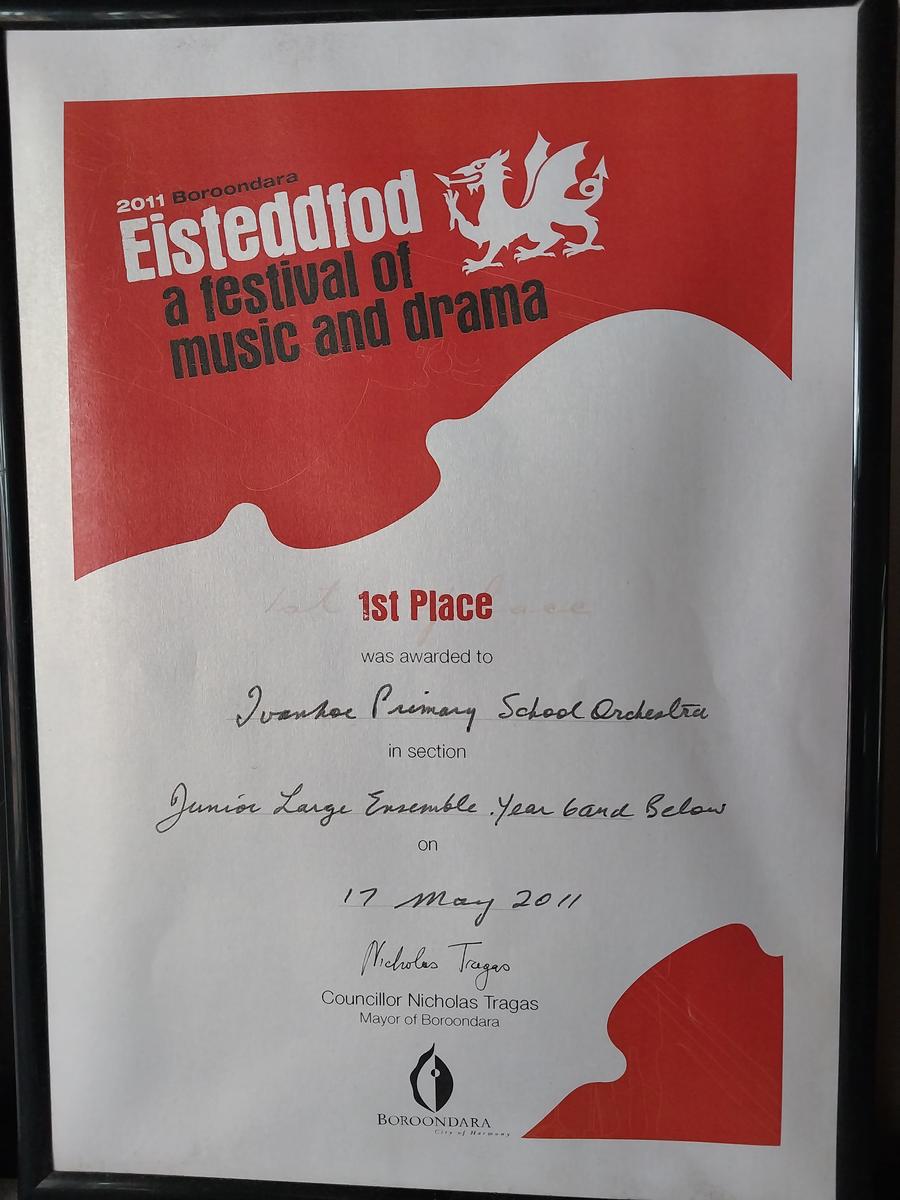 2011 Boroondara
Eisteddfod
a festival of
music and drama
1st Place
was awarded to
Ivanhoe Primary School Orchestra
in section
Junior Large Ensemble . Year 6 and Below
on
17 May 2011
Nicholas Tragas
Councillor Nicholas Tragas
Mayor of Boroondara
BOROONDARA
City of Harmony